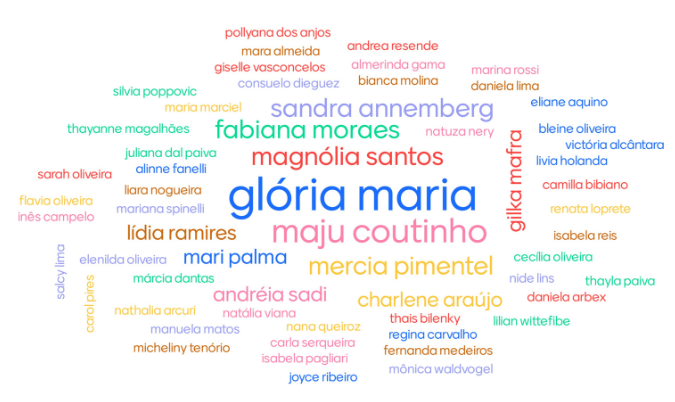 pollyana dos anjos
mara almeida
andrea resende
giselle vasconcelos
almerinda gama
marina rossi
consuelo dieguez
bianca molina
daniela lima
silvia poppovic
maria marciel
sandra annemberg
eliane aquino
thayanne magalhães
fabiana moraes
natuza nery
bleine oliveira
victória alcântara
juliana dal paiva
magnólia santos
gilka mafra
livia holanda
sarah oliveira
alinne fanelli
camilla bibiano
liara nogueira
glória maria
flavia oliveira
mariana spinelli
renata loprete
inês campelo
lídia ramires
maju coutinho
isabela reis
salcy lima
elenilda oliveira
mari palma
mercia pimentel
cecília oliveira
márcia dantas
nide lins
thayla paiva
carol pires
andréia sadi
charlene araújo
daniela arbex
nathalia arcuri
natália viana
thais bilenky
lilian wittefibe
manuela matos
nana queiroz
regina carvalho
micheliny tenório
carla serqueira
fernanda medeiros
isabela pagliari
mônica waldvogel
joyce ribeiro